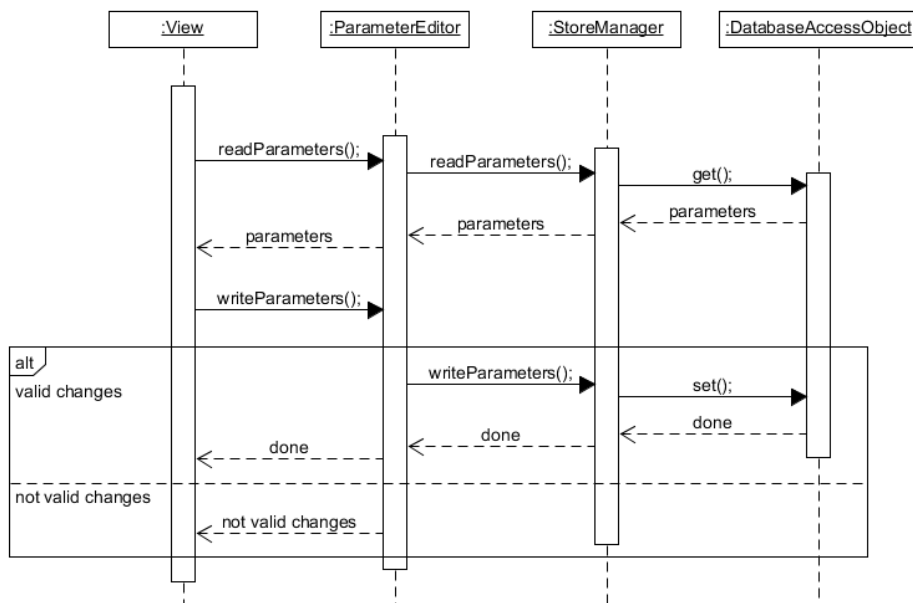 :View
:ParameterEditor
:StoreManager
:DatabaseAccessObject
readParameters();
readParameters();
get();
parameters
parameters
parameters
writeParameters();
alt
valid changes
writeParameters();
set();
done
done
done
not valid changes
not valid changes